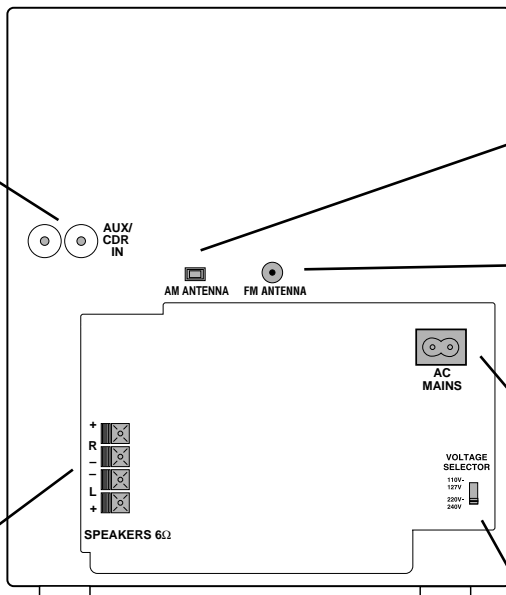 AUX/
CDR
IN
AM ANTENNA
FM ANTENNA
AC
MAINS
+
R
–
–
L
+
SPEAKERS 6Ω
VOLTAGE
SELECTOR
110V-
127V
220V-
240V